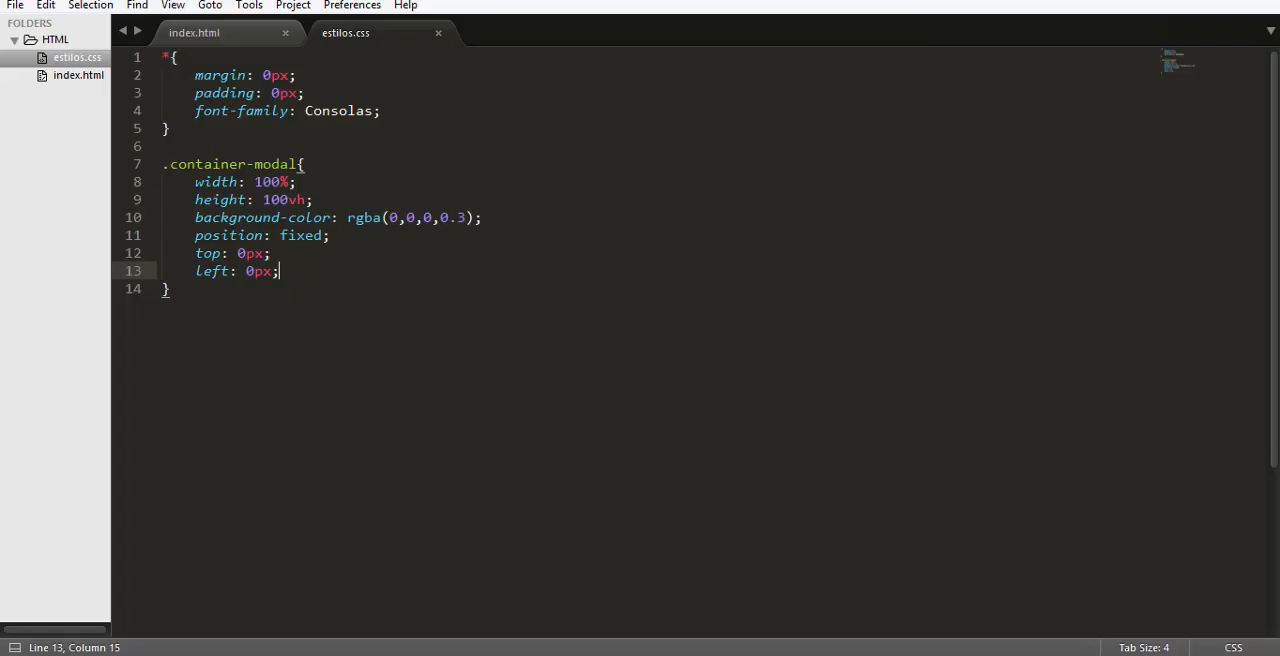 File Edit Selection Find View Goto Tools Project Preferences Help
FOLDERS
HTML
estilos.css
index.html
index.html × estilos.css ×
1 *{
2     margin: 0px;
3     padding: 0px;
4     font-family: Consolas;
5 }
6
7 .container-modal{
8     width: 100%;
9     height: 100vh;
10     background-color: rgba(0,0,0,0.3);
11     position: fixed;
12     top: 0px;
13     left: 0px;
14 }
Line 13, Column 15 Tab Size: 4 CSS